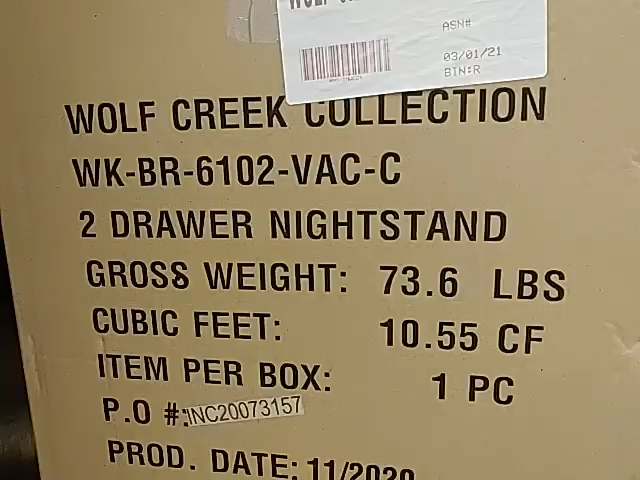 ASN#
03/01/21
BIN:R
WOLF CREEK COLLECTION
WK-BR-6102-VAC-C
2 DRAWER NIGHTSTAND
GROSS WEIGHT: 73.6 LBS
CUBIC FEET: 10.55 CF
ITEM PER BOX: 1 PC
P.O #:INC20073157
PROD. DATE: 11/2020